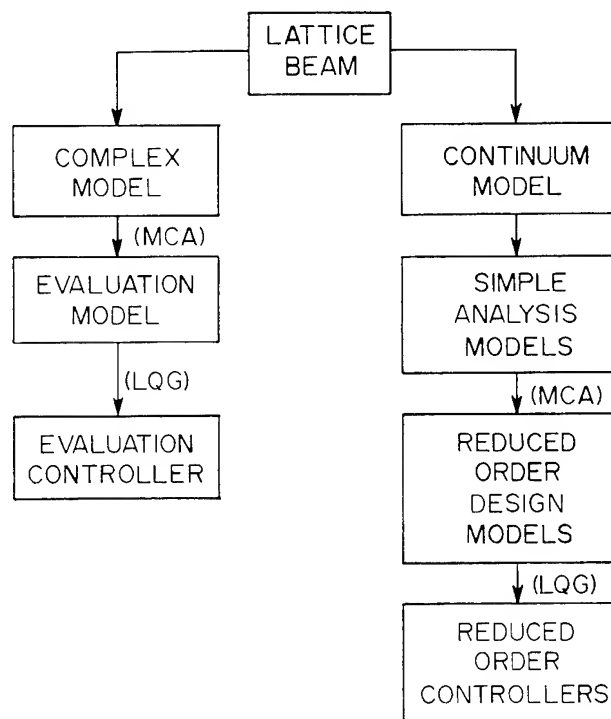 LATTICE
BEAM
COMPLEX
MODEL
(MCA)
EVALUATION
MODEL
(LQG)
EVALUATION
CONTROLLER
CONTINUUM
MODEL
SIMPLE
ANALYSIS
MODELS
(MCA)
REDUCED
ORDER
DESIGN
MODELS
(LQG)
REDUCED
ORDER
CONTROLLERS